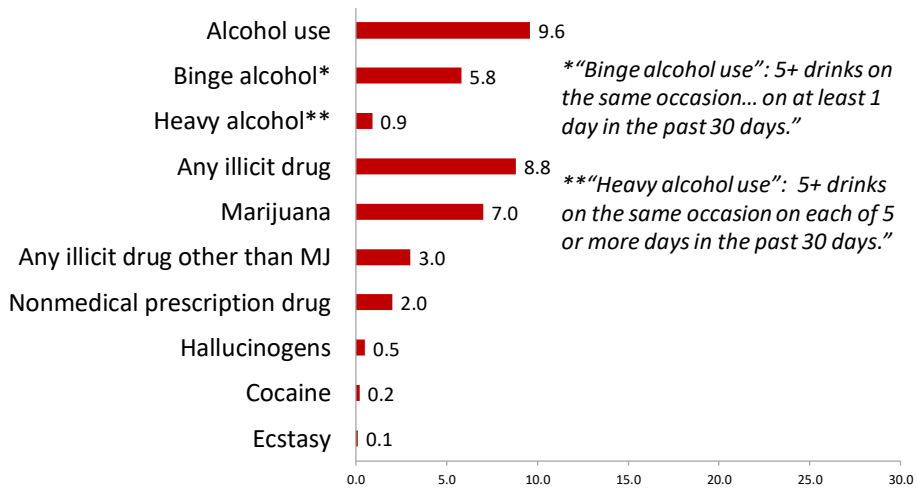 Alcohol use 9.6
Binge alcohol* 5.8
Heavy alcohol** 0.9
Any illicit drug 8.8
Marijuana 7.0
Any illicit drug other than MJ 3.0
Nonmedical prescription drug 2.0
Hallucinogens 0.5
Cocaine 0.2
Ecstasy 0.1
0.0 5.0 10.0 15.0 20.0 25.0 30.0
*“Binge alcohol use”: 5+ drinks on
the same occasion… on at least 1
day in the past 30 days.”
**“Heavy alcohol use”: 5+ drinks
on the same occasion on each of 5
or more days in the past 30 days.”